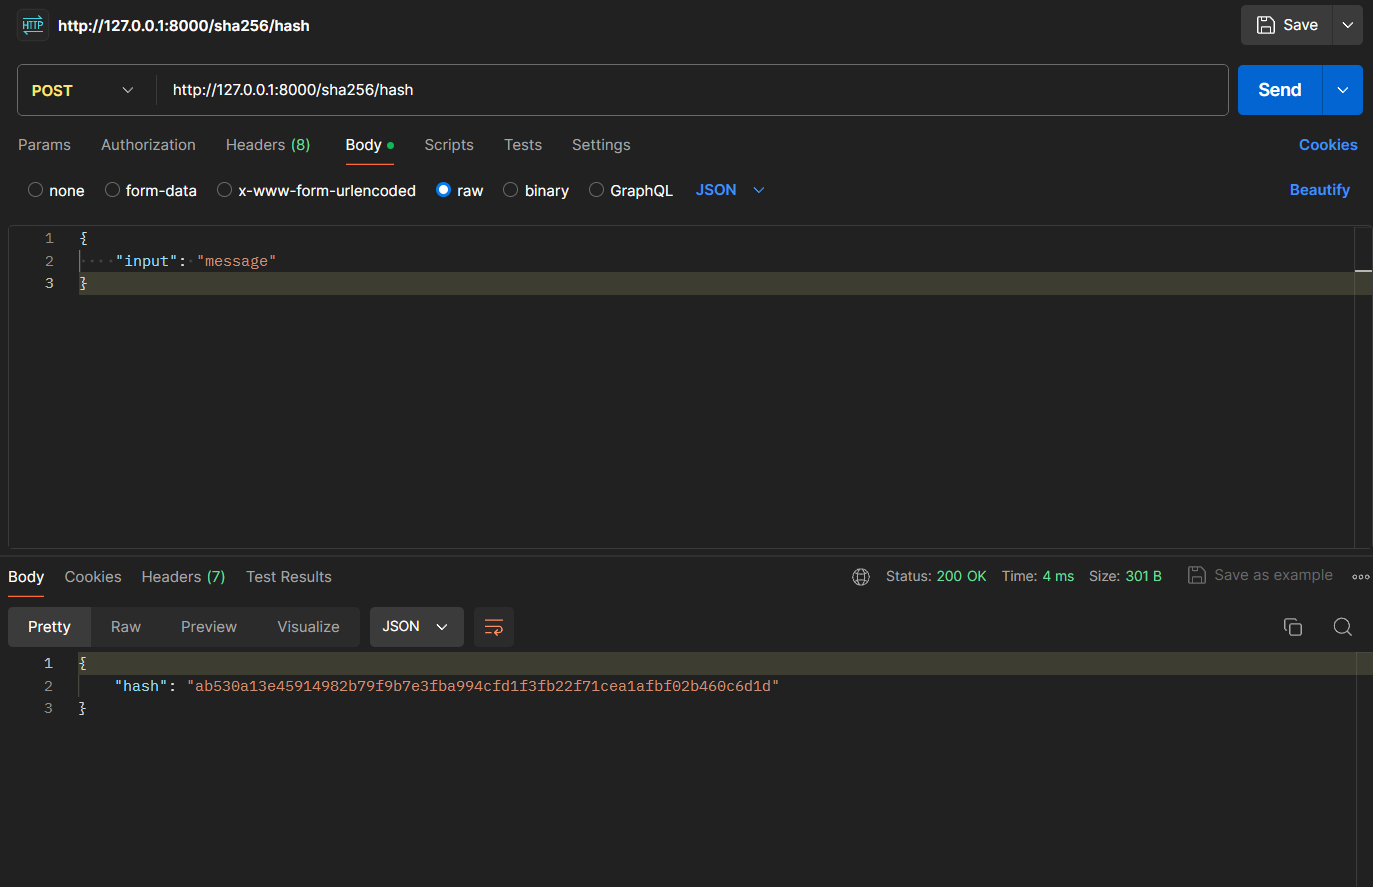 HTTP http://127.0.0.1:8000/sha256/hash Save
POST http://127.0.0.1:8000/sha256/hash Send
Params Authorization Headers (8) Body Scripts Tests Settings Cookies
none form-data x-www-form-urlencoded raw binary GraphQL JSON Beautify
1 {
2 ····"input":·"message"
3 }
Body Cookies Headers (7) Test Results Status: 200 OK Time: 4 ms Size: 301 B Save as example
Pretty Raw Preview Visualize JSON
1 {
2 "hash": "ab530a13e45914982b79f9b7e3fba994cfd1f3fb22f71cea1afbf02b460c6d1d"
3 }